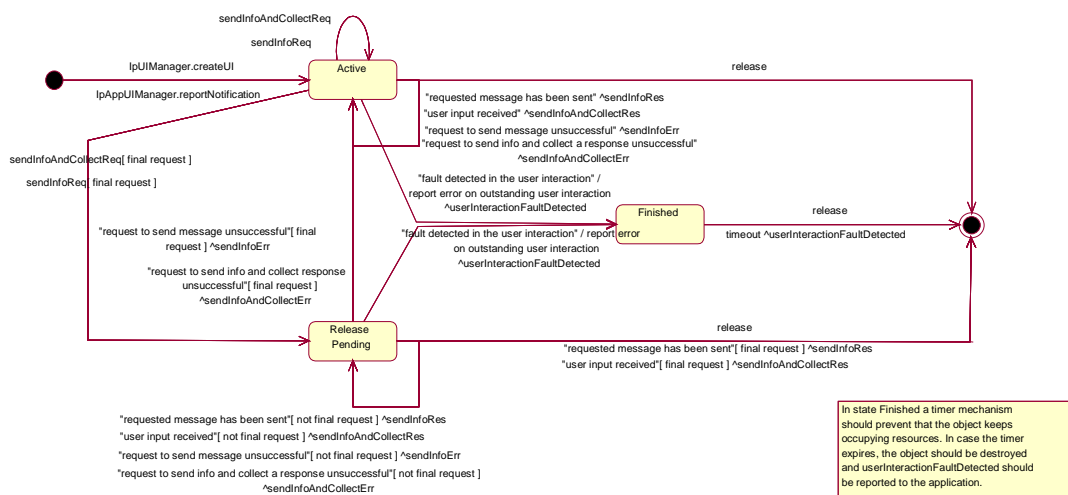 sendInfoAndCollectReq
sendInfoReq
IpUIManager.createUI
Active
release
IpAppUIManager.reportNotification
"requested message has been sent" ^sendInfoRes
"user input received" ^sendInfoAndCollectRes
"request to send message unsuccessful" ^sendInfoErr
"request to send info and collect a response unsuccessful"
^sendInfoAndCollectErr
sendInfoAndCollectReq[ final request ]
sendInfoReq[ final request ]
"fault detected in the user interaction" /
report error on outstanding user interaction
^userInteractionFaultDetected
Finished
release
timeout ^userInteractionFaultDetected
"request to send message unsuccessful"[ final
request ] ^sendInfoErr
"fault detected in the user interaction" / report error
on outstanding user interaction
^userInteractionFaultDetected
"request to send info and collect response
unsuccessful"[ final request ]
^sendInfoAndCollectErr
Release
Pending
release
"requested message has been sent"[ final request ] ^sendInfoRes
"user input received"[ final request ] ^sendInfoAndCollectRes
"requested message has been sent"[ not final request ] ^sendInfoRes
"user input received"[ not final request ] ^sendInfoAndCollectRes
"request to send message unsuccessful"[ not final request ] ^sendInfoErr
"request to send info and collect a response unsuccessful"[ not final request ]
^sendInfoAndCollectErr
In state Finished a timer mechanism
should prevent that the object keeps
occupying resources. In case the timer
expires, the object should be destroyed
and userInteractionFaultDetected should
be reported to the application.